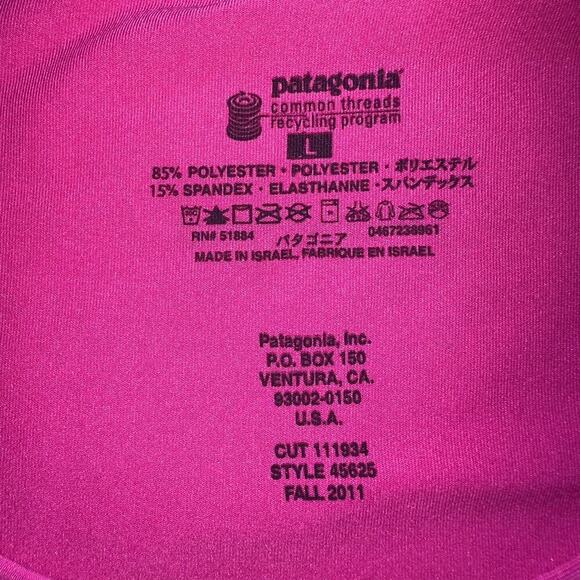 patagonia®
common threads
recycling program
L
85% POLYESTER · POLYESTER · ポリエステル
15% SPANDEX · ELASTHANNE · スパンデックス
RN# 51884 パタゴニア 0467238961
MADE IN ISRAEL, FABRIQUE EN ISRAEL
Patagonia, Inc.
P.O. BOX 150
VENTURA, CA.
93002-0150
U.S.A.
CUT 111934
STYLE 45625
FALL 2011